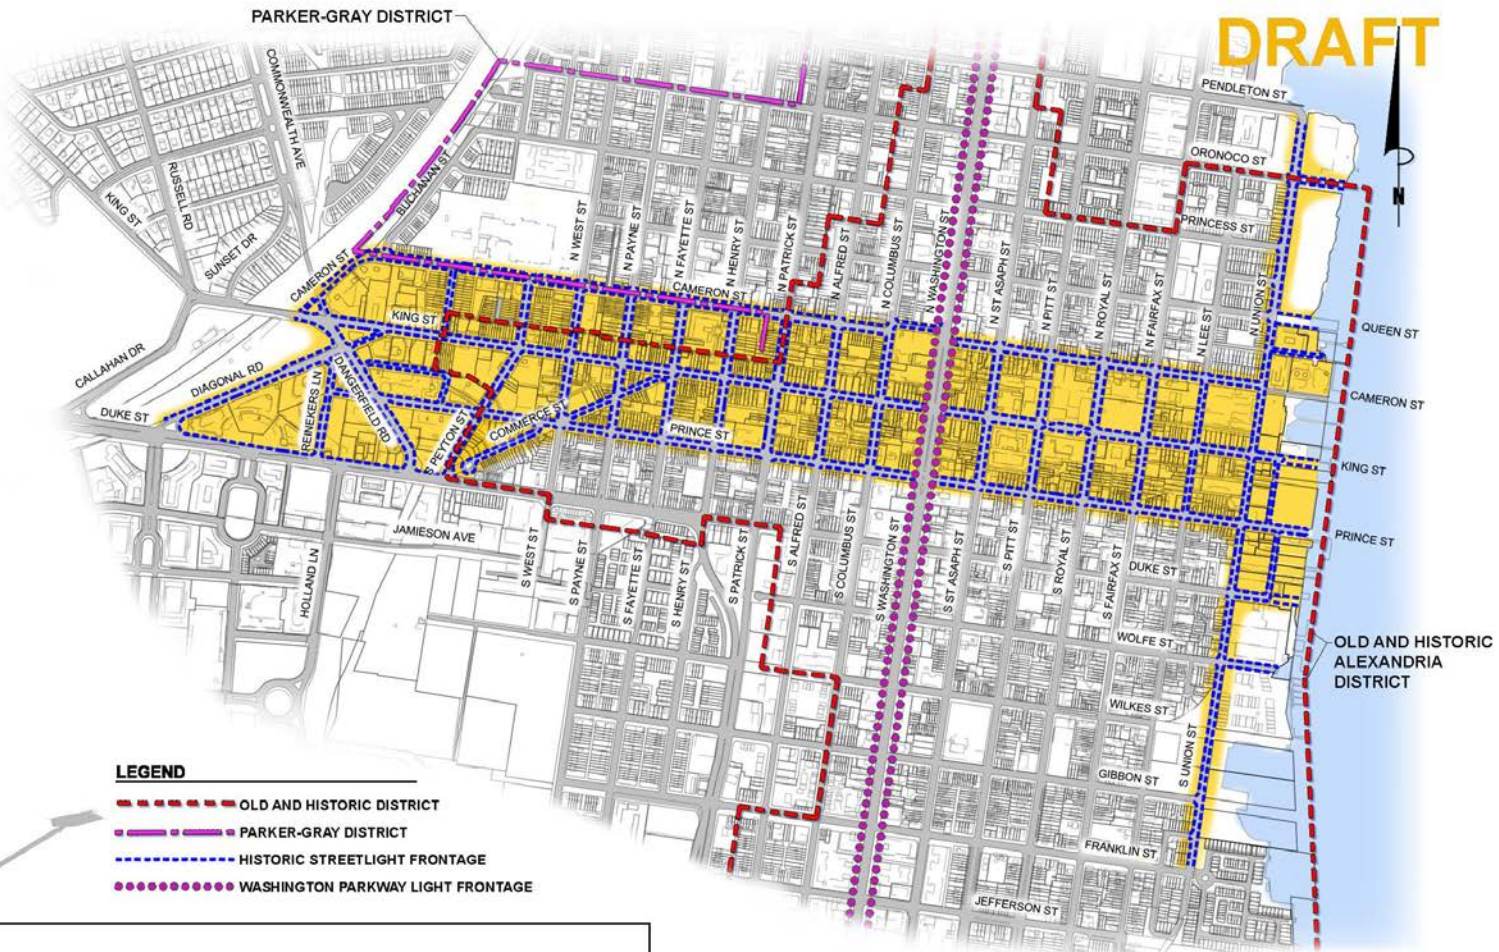 PARKER-GRAY DISTRICT
DRAFT
PENDLETON ST
COMMONWEALTH AVE
ORONOCO ST
BUCHANAN ST
RUSSELL RD
KING ST
N
PRINCESS ST
SUNSET DR
N WEST ST
N PAYNE ST
N FAYETTE ST
N HENRY ST
N PATRICK ST
N ALFRED ST
N COLUMBUS ST
N WASHINGTON ST
N ST ASAPH ST
N PITT ST
N ROYAL ST
N FAIRFAX ST
N LEE ST
N UNION ST
CAMERON ST
CAMERON ST
KING ST
QUEEN ST
CALLAHAN DR
DIAGONAL RD
REINEKERS LN
DANGERFIELD RD
CAMERON ST
DUKE ST
S PEYTON ST
COMMERCE ST
PRINCE ST
KING ST
PRINCE ST
JAMIESON AVE
HOLLAND LN
S WEST ST
S PAYNE ST
S FAYETTE ST
S HENRY ST
S PATRICK ST
S ALFRED ST
S COLUMBUS ST
S WASHINGTON ST
S ST ASAPH ST
S PITT ST
S ROYAL ST
S FAIRFAX ST
DUKE ST
WOLFE ST
OLD AND HISTORIC
ALEXANDRIA
DISTRICT
WILKES ST
S UNION ST
GIBBON ST
FRANKLIN ST
JEFFERSON ST
LEGEND
OLD AND HISTORIC DISTRICT
PARKER-GRAY DISTRICT
HISTORIC STREETLIGHT FRONTAGE
WASHINGTON PARKWAY LIGHT FRONTAGE